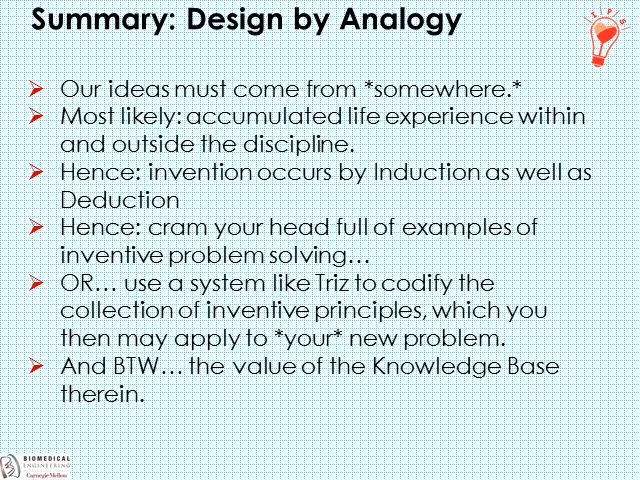 Summary: Design by Analogy
I P S
Our ideas must come from *somewhere.*
Most likely: accumulated life experience within
and outside the discipline.
Hence: invention occurs by Induction as well as
Deduction
Hence: cram your head full of examples of
inventive problem solving…
OR… use a system like Triz to codify the
collection of inventive principles, which you
then may apply to *your* new problem.
And BTW… the value of the Knowledge Base
therein.
BIOMEDICAL
ENGINEERING
Carnegie Mellon